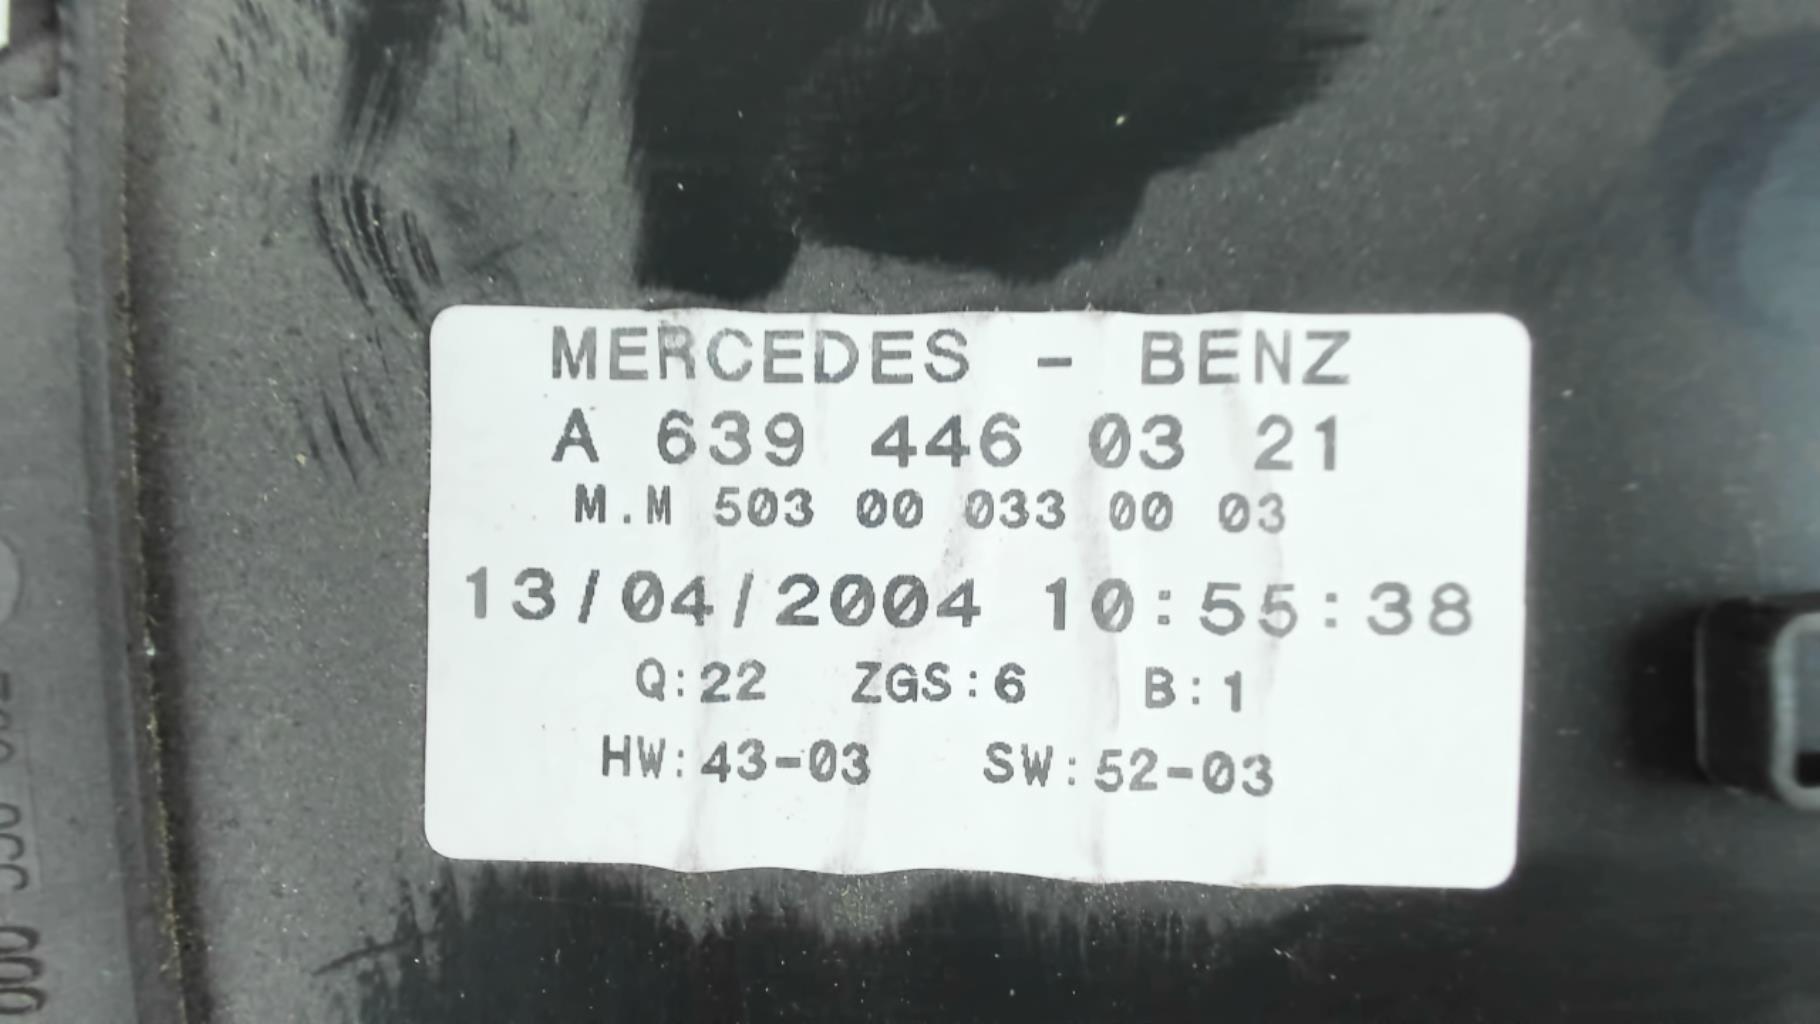 MERCEDES - BENZ
A 639 446 03 21
M.M 503 00 033 00 03
13/04/2004 10:55:38
Q:22 ZGS:6 B:1
HW:43-03 SW:52-03